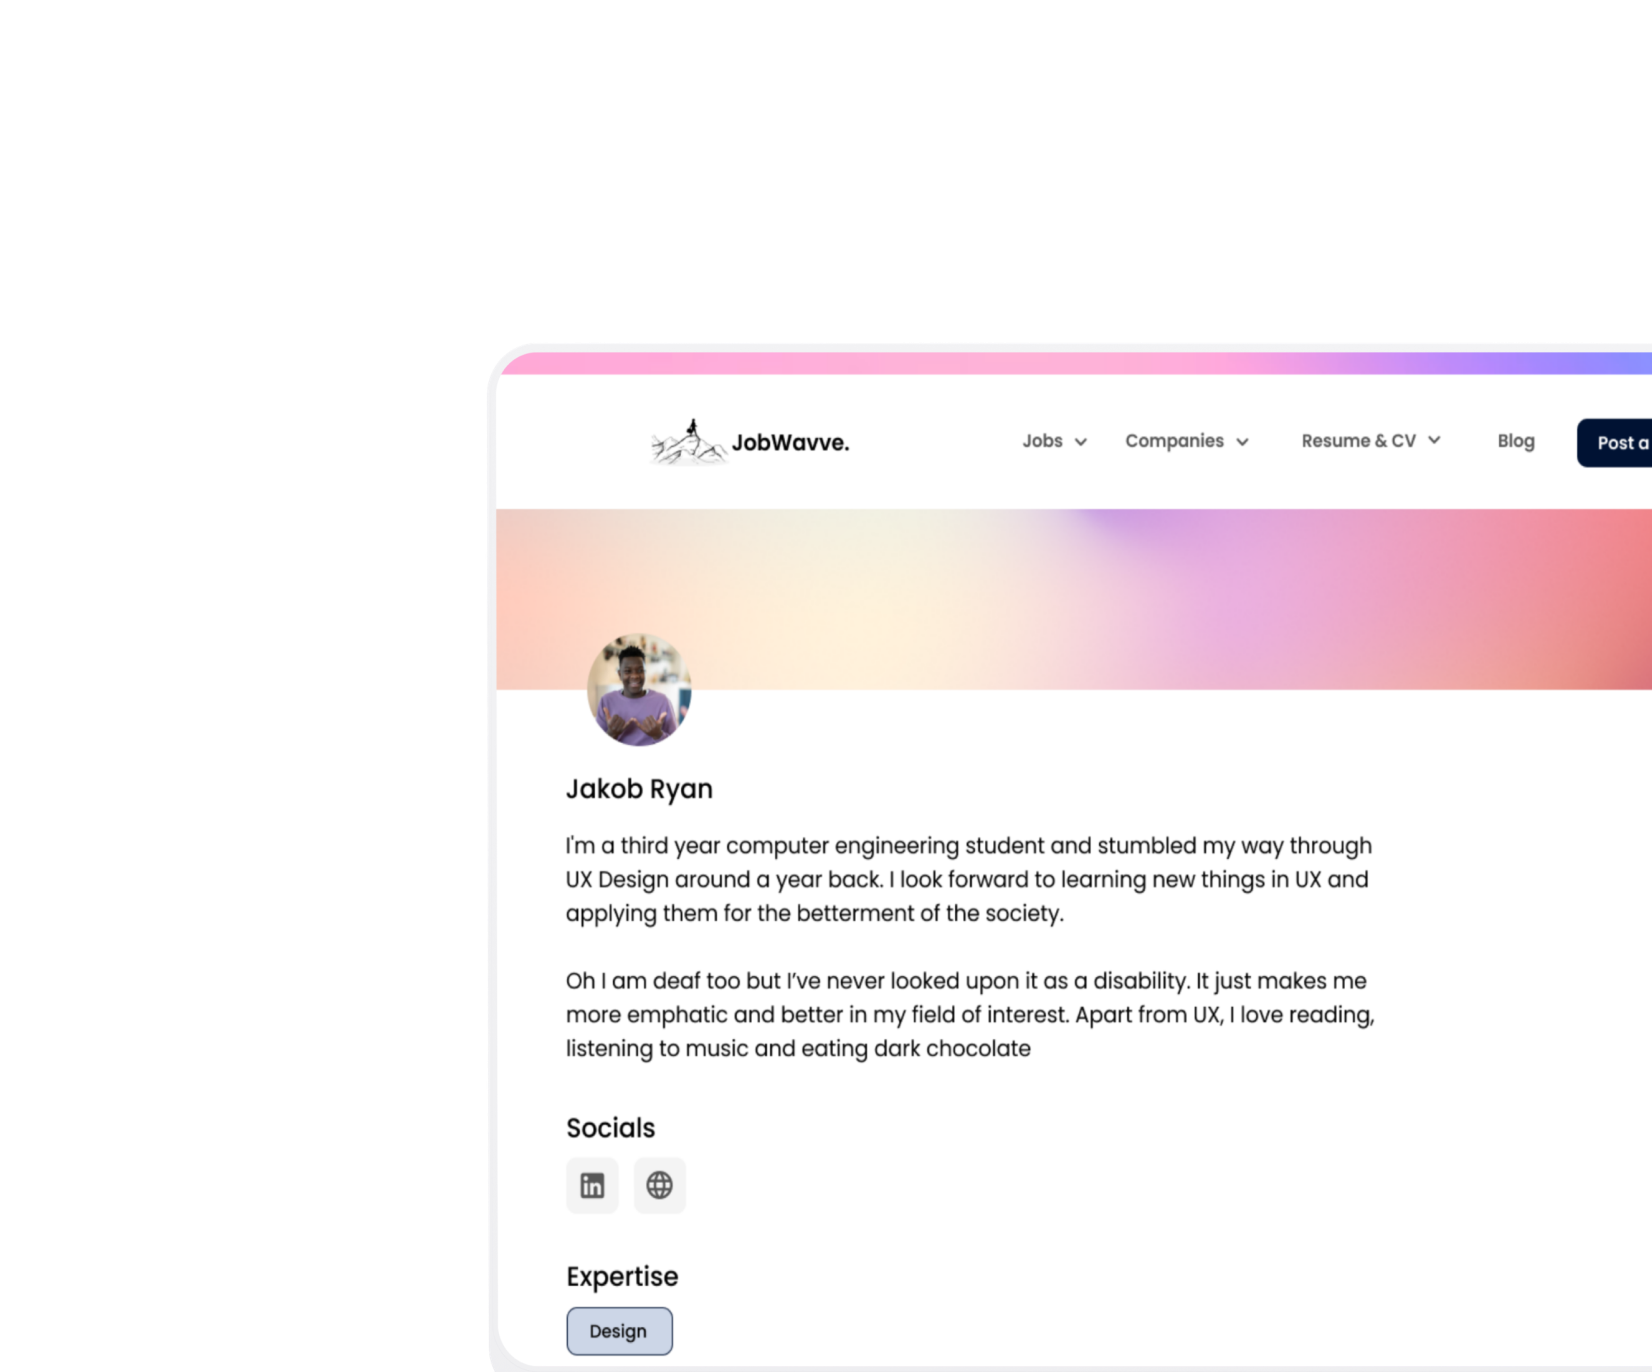 JobWavve.
Jobs
Companies
Resume & CV
Blog
Post a
Jakob Ryan
I'm a third year computer engineering student and stumbled my way through
UX Design around a year back. I look forward to learning new things in UX and
applying them for the betterment of the society.
Oh I am deaf too but I’ve never looked upon it as a disability. It just makes me
more emphatic and better in my field of interest. Apart from UX, I love reading,
listening to music and eating dark chocolate
Socials
in
Expertise
Design